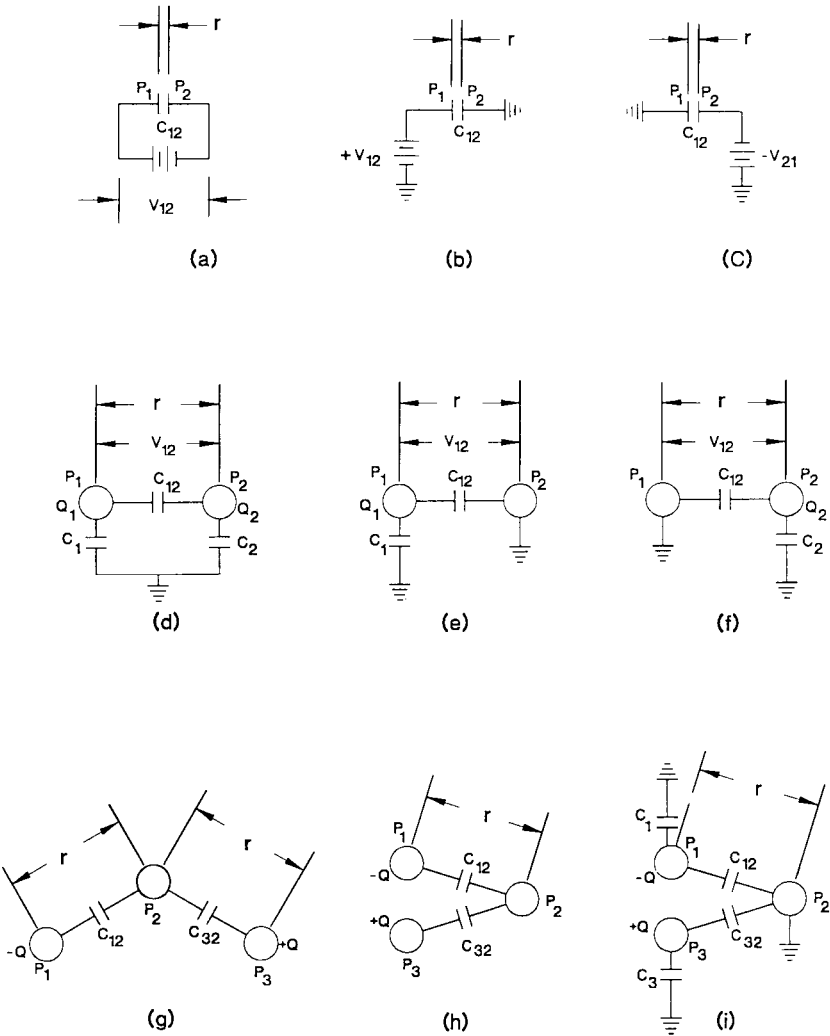 r r r
P₁ P₂ P₁ P₂ P₁ P₂
C₁₂ C₁₂ C₁₂
+V₁₂ -V₂₁
V₁₂
(a) (b) (C)
r r r
V₁₂ V₁₂ V₁₂
P₁ C₁₂ P₂ P₁ C₁₂ P₂ P₁ C₁₂ P₂
Q₁ Q₂ Q₁ Q₂
C₁ C₂ C₁ C₂
(d) (e) (f)
r r r r
C₁
P₁ P₁
C₁₂ C₁₂
-Q -Q
P₂ P₂ P₂
+Q +Q
C₁₂ C₃₂ C₃₂ C₃₂
-Q P₁ P₃ +Q P₃ P₃
C₃
(g) (h) (i)